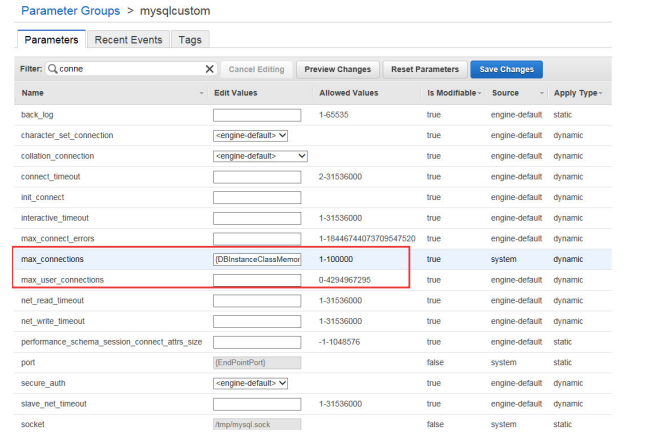 Parameter Groups > mysqlcustom
Parameters Recent Events Tags
Filter: conne X Cancel Editing Preview Changes Reset Parameters Save Changes
Name Edit Values Allowed Values Is Modifiable Source Apply Type
back_log 1-65535 true engine-default static
character_set_connection <engine-default> true engine-default dynamic
collation_connection <engine-default> true engine-default dynamic
connect_timeout 2-31536000 true engine-default dynamic
init_connect true engine-default dynamic
interactive_timeout 1-31536000 true engine-default dynamic
max_connect_errors 1-18446744073709547520 true engine-default dynamic
max_connections {DBInstanceClassMemor 1-100000 true system dynamic
max_user_connections 0-4294967295 true engine-default dynamic
net_read_timeout 1-31536000 true engine-default dynamic
net_write_timeout 1-31536000 true engine-default dynamic
performance_schema_session_connect_attrs_size -1-1048576 true engine-default static
port {EndPointPort} false system static
secure_auth <engine-default> true engine-default dynamic
slave_net_timeout 1-31536000 true engine-default dynamic
socket /tmp/mysql.sock false system static